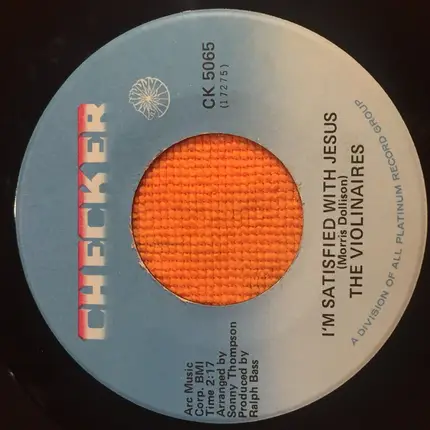 CHECKER
CK 5065
(17275)
Arc Music
Corp. BMI
Time 2:17
Arranged by
Sonny Thompson
Produced by
Ralph Bass
I'M SATISFIED WITH JESUS
(Morris Dollison)
THE VIOLINAIRES
A DIVISION OF ALL PLATINUM RECORD GROUP